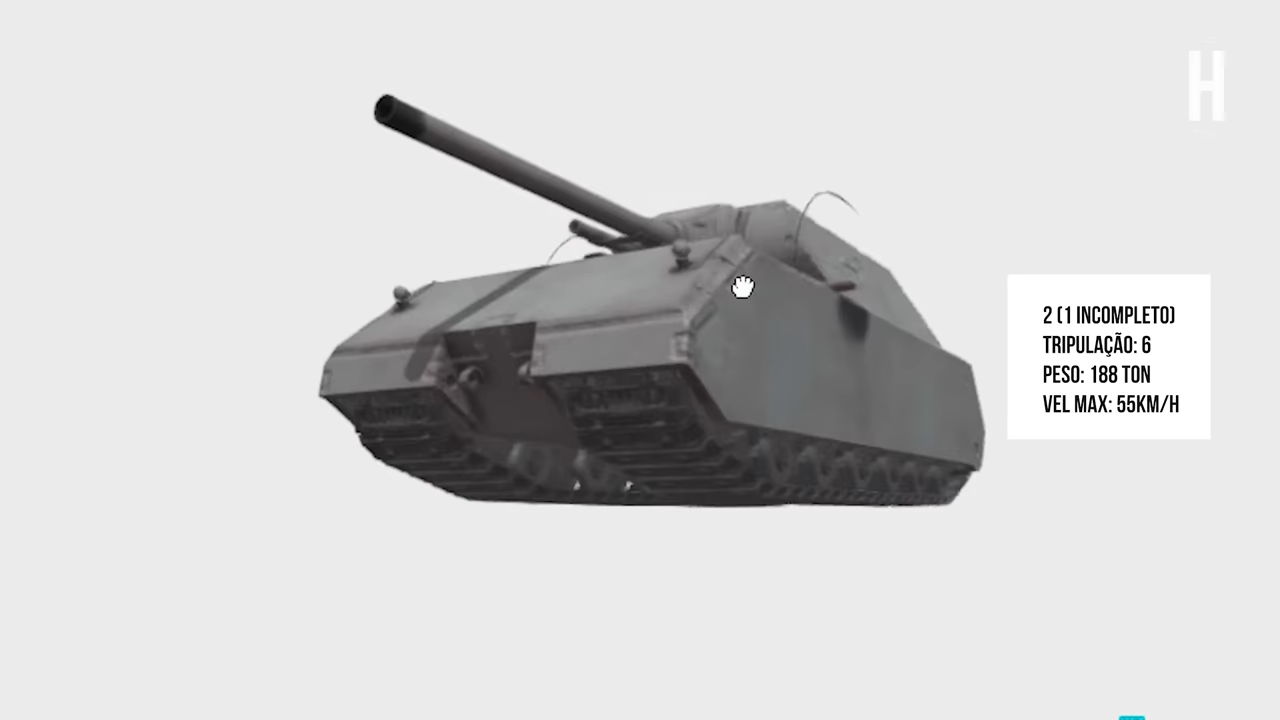 H
2 (1 INCOMPLETO)
TRIPULAÇÃO: 6
PESO: 188 TON
VEL MAX: 55KM/H